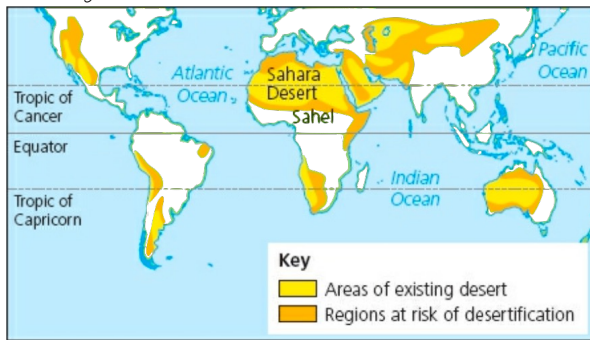 Pacific
Ocean
Atlantic
Ocean
Sahara
Desert
Tropic of
Cancer
Sahel
Equator
Indian
Ocean
Tropic of
Capricorn
Key
Areas of existing desert
Regions at risk of desertification